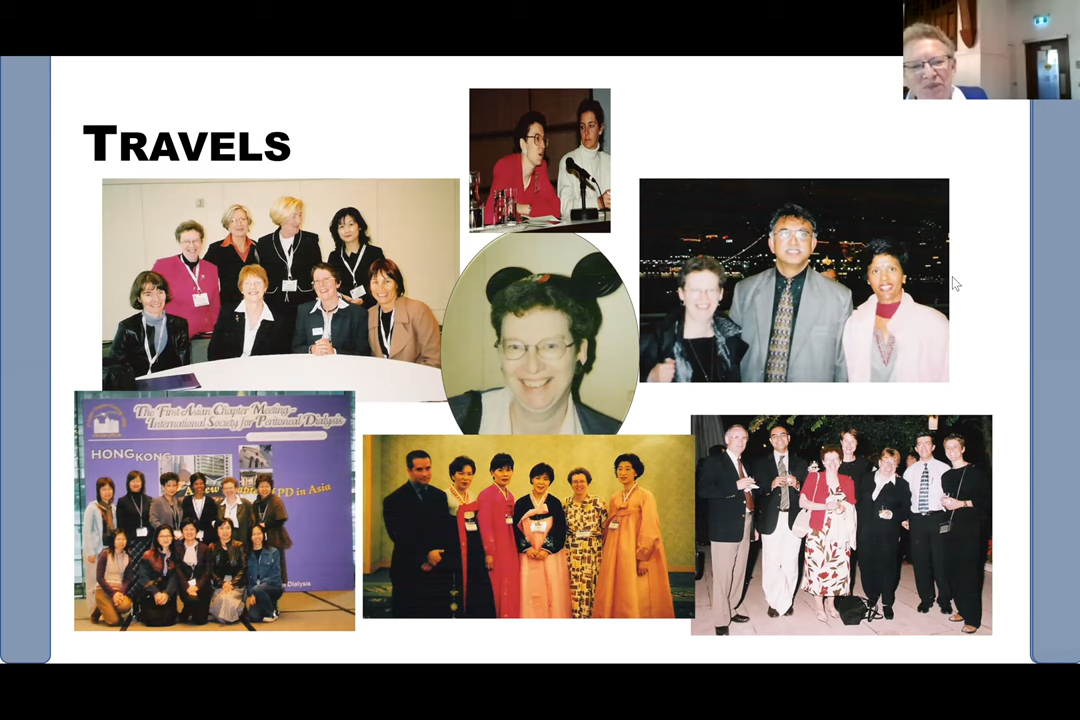 TRAVELS
The First Asian Chapter Meeting -
International Society for Peritoneal Dialysis
HONG KONG
PD in Asia
Dialysis